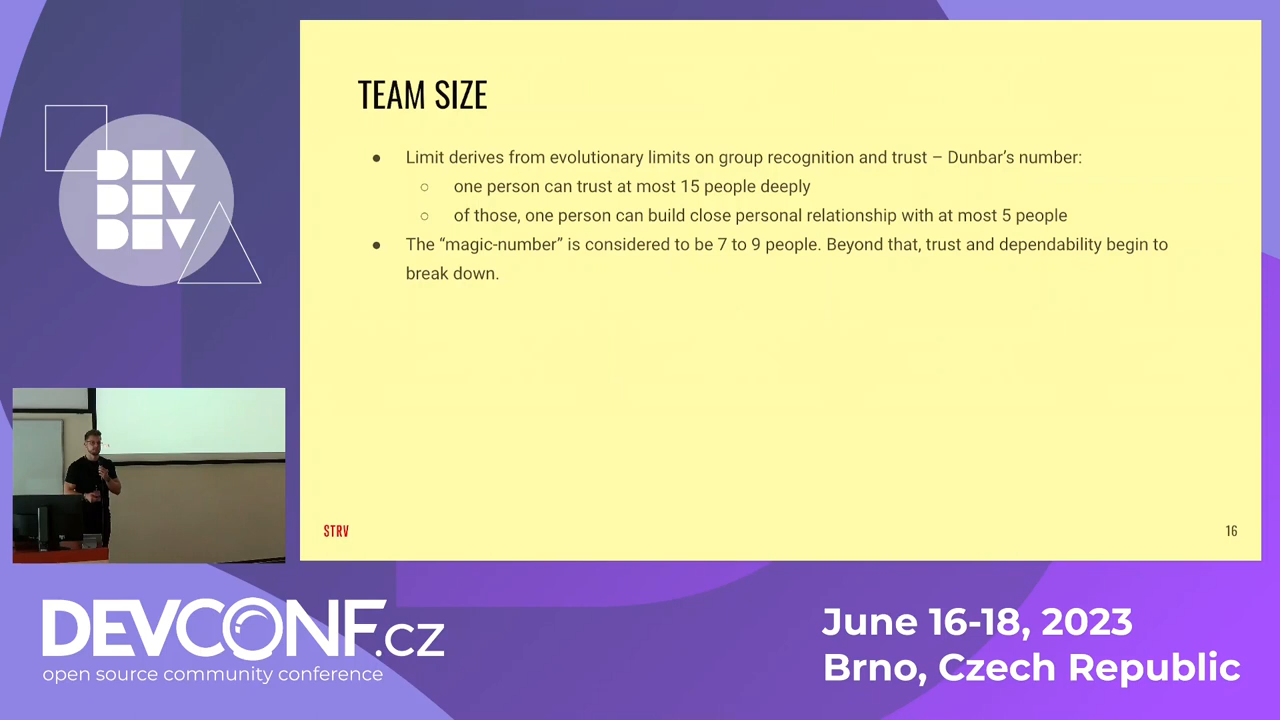 DEV
DEV
DEV
TEAM SIZE
● Limit derives from evolutionary limits on group recognition and trust – Dunbar’s number:
○ one person can trust at most 15 people deeply
○ of those, one person can build close personal relationship with at most 5 people
● The “magic-number” is considered to be 7 to 9 people. Beyond that, trust and dependability begin to
break down.
STRV
16
DEVCONF.cz
open source community conference
June 16-18, 2023
Brno, Czech Republic